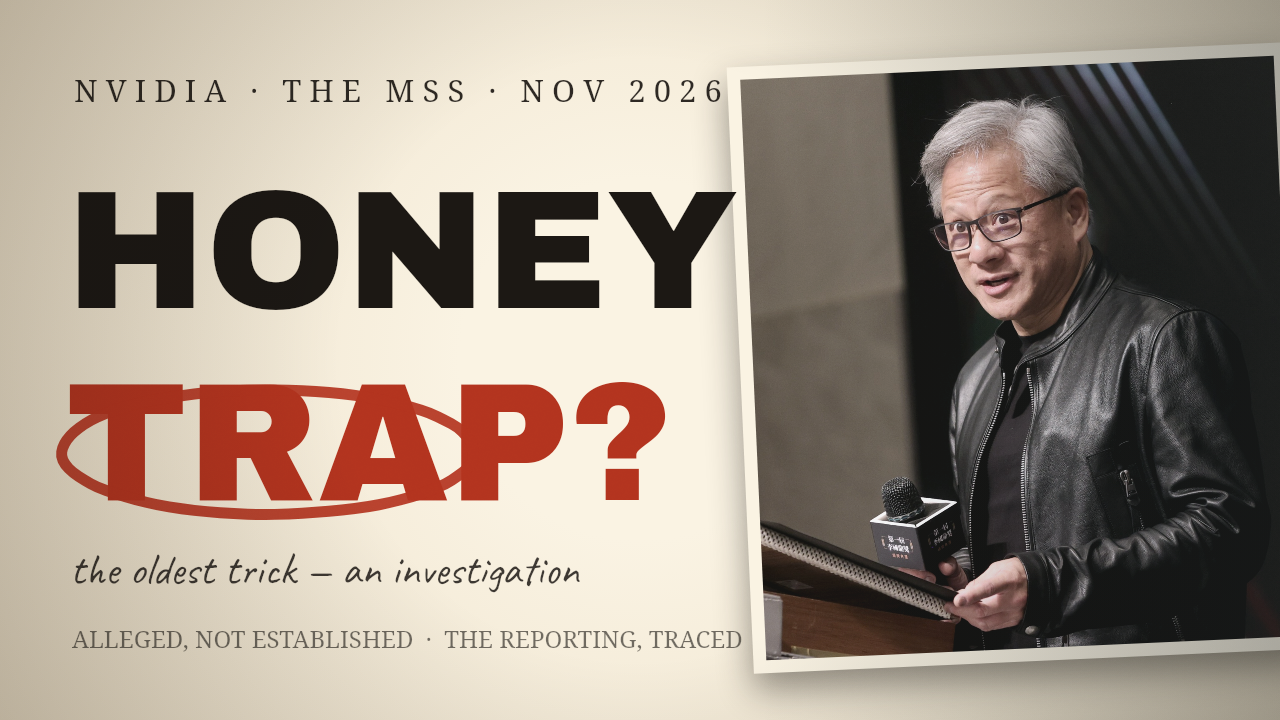 NVIDIA · THE MSS · NOV 2026
HONEY
TRAP?
the oldest trick — an investigation
ALLEGED, NOT ESTABLISHED · THE REPORTING, TRACED